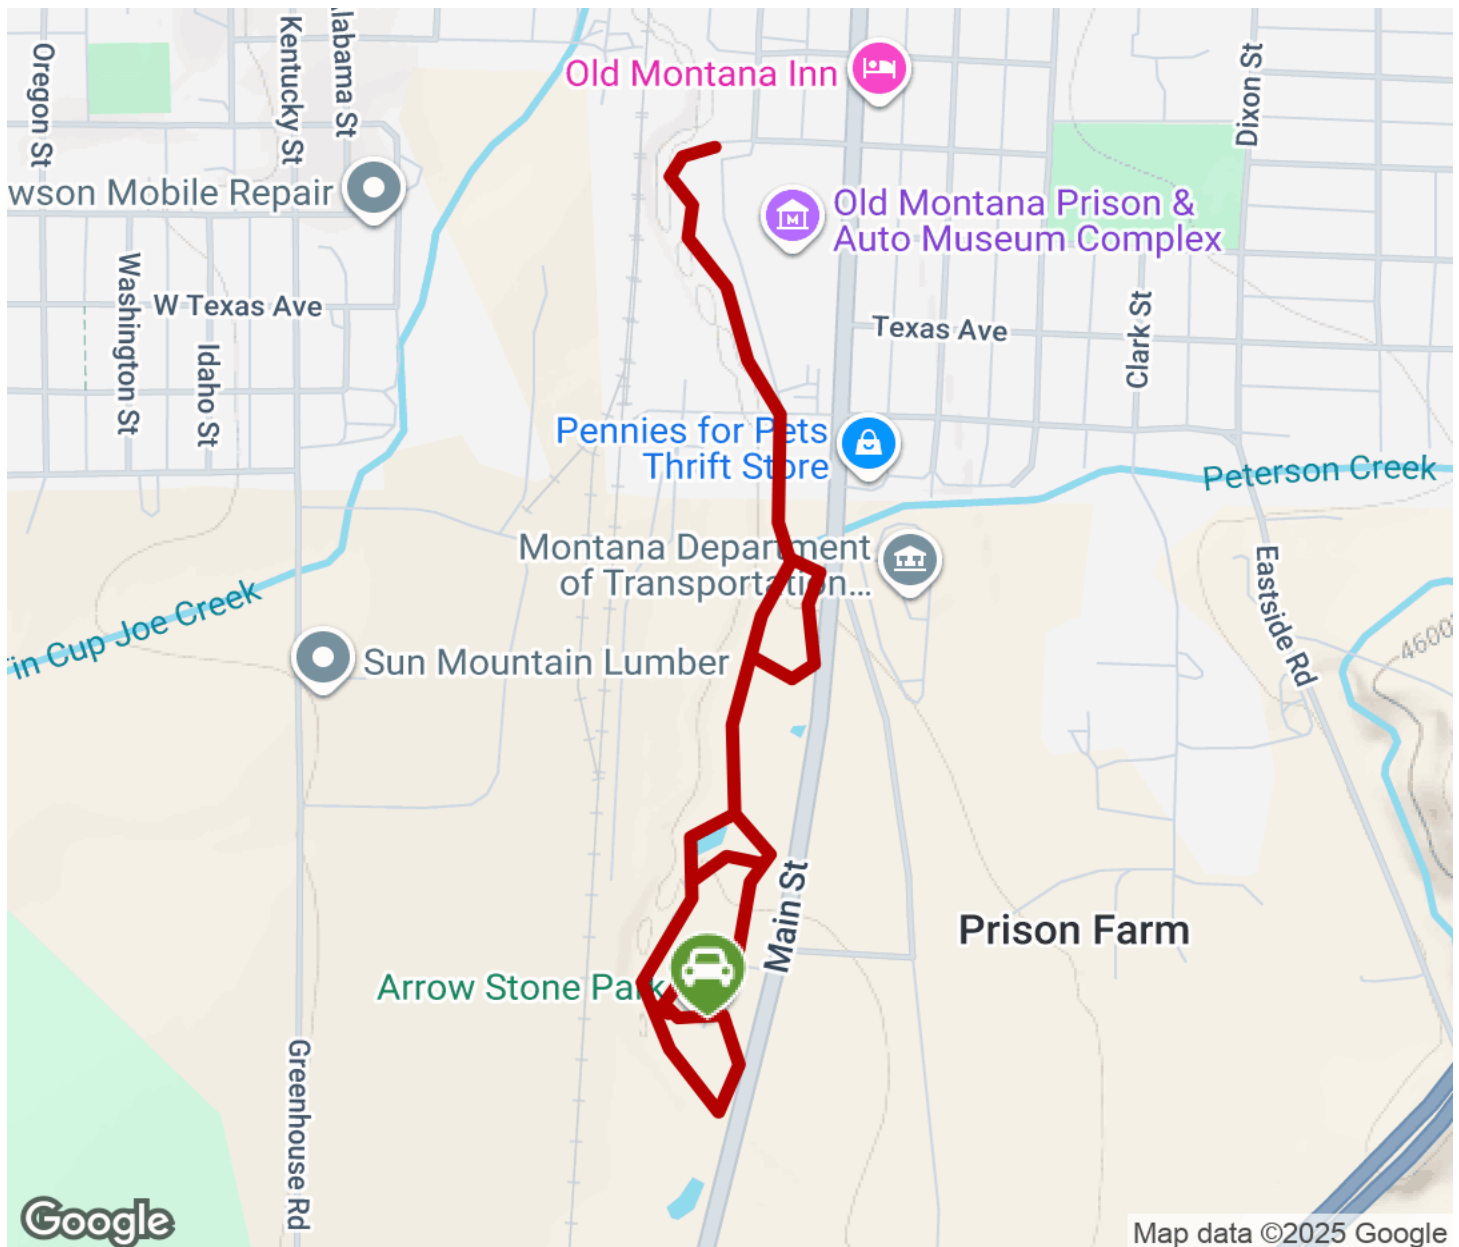 Oregon St
Kentucky St
Alabama St
Old Montana Inn
Dixon St
wson Mobile Repair
Old Montana Prison &
Auto Museum Complex
Washington St
W Texas Ave
Idaho St
Texas Ave
Clark St
Pennies for Pets
Thrift Store
Peterson Creek
Montana Department
of Transportation...
Eastside Rd
Tin Cup Joe Creek
Sun Mountain Lumber
4600
Main St
Prison Farm
Arrow Stone Park
Greenhouse Rd
Google
Map data ©2025 Google